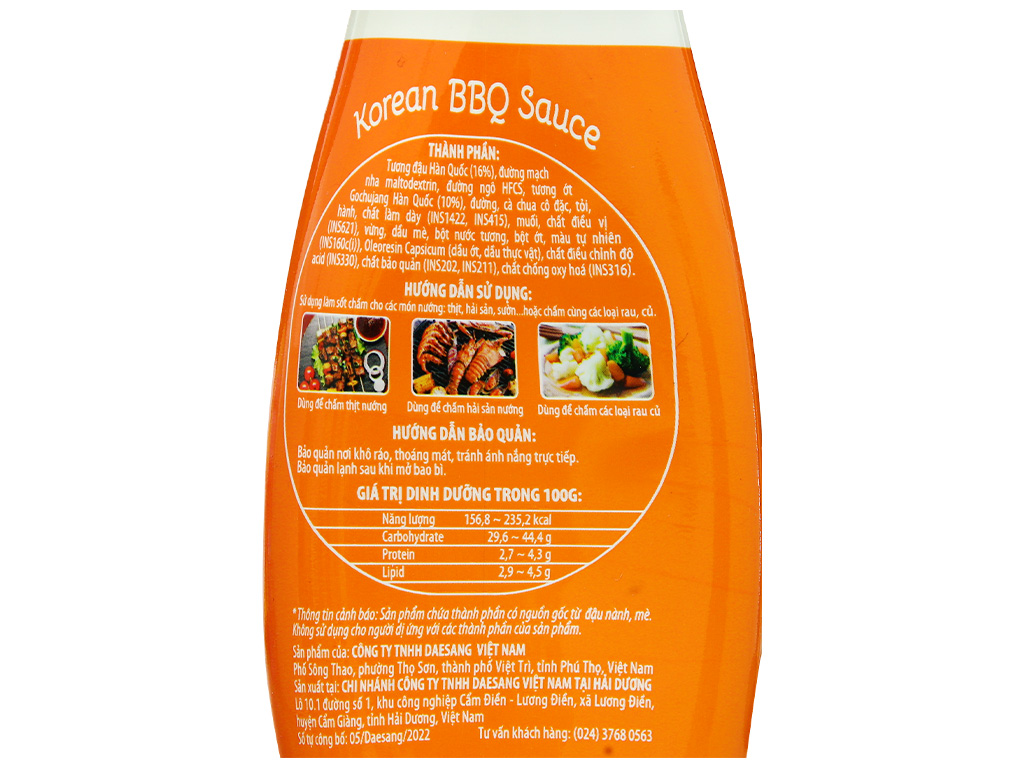 Korean BBQ Sauce
THÀNH PHẦN:
Tương đậu Hàn Quốc (16%), đường mạch
nha maltodextrin, đường ngô HFCS, tương ớt
Gochujang Hàn Quốc (10%), đường, cà chua cô đặc, tỏi,
hành, chất làm dày (INS1422, INS415), muối, chất điều vị
(INS621), vừng, dầu mè, bột nước tương, bột ớt, màu tự nhiên
(INS160c(i)), Oleoresin Capsicum (dầu ớt, dầu thực vật), chất điều chỉnh độ
acid (INS330), chất bảo quản (INS202, INS211), chất chống oxy hoá (INS316).
HƯỚNG DẪN SỬ DỤNG:
Sử dụng làm sốt chấm cho các món nướng: thịt, hải sản, sườn...hoặc chấm cùng các loại rau, củ.
Dùng để chấm thịt nướng
Dùng để chấm hải sản nướng
Dùng để chấm các loại rau củ
HƯỚNG DẪN BẢO QUẢN:
Bảo quản nơi khô ráo, thoáng mát, tránh ánh nắng trực tiếp.
Bảo quản lạnh sau khi mở bao bì.
GIÁ TRỊ DINH DƯỠNG TRONG 100G:
Năng lượng 156,8 ~ 235,2 kcal
Carbohydrate 29,6 ~ 44,4 g
Protein 2,7 ~ 4,3 g
Lipid 2,9 ~ 4,5 g
*Thông tin cảnh báo: Sản phẩm chứa thành phần có nguồn gốc từ đậu nành, mè.
Không sử dụng cho người dị ứng với các thành phần của sản phẩm.
Sản phẩm của: CÔNG TY TNHH DAESANG VIỆT NAM
Phố Sông Thao, phường Thọ Sơn, thành phố Việt Trì, tỉnh Phú Thọ, Việt Nam
Sản xuất tại: CHI NHÁNH CÔNG TY TNHH DAESANG VIỆT NAM TẠI HẢI DƯƠNG
Lô 10.1 đường số 1, khu công nghiệp Cẩm Điền - Lương Điền, xã Lương Điền,
huyện Cẩm Giàng, tỉnh Hải Dương, Việt Nam
Số tự công bố: 05/Daesang/2022 Tư vấn khách hàng: (024) 3768 0563